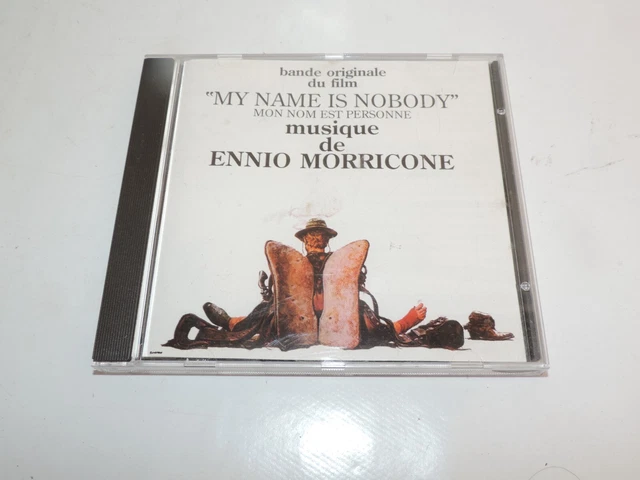 bande originale
du film
"MY NAME IS NOBODY"
MON NOM EST PERSONNE
musique
de
ENNIO MORRICONE